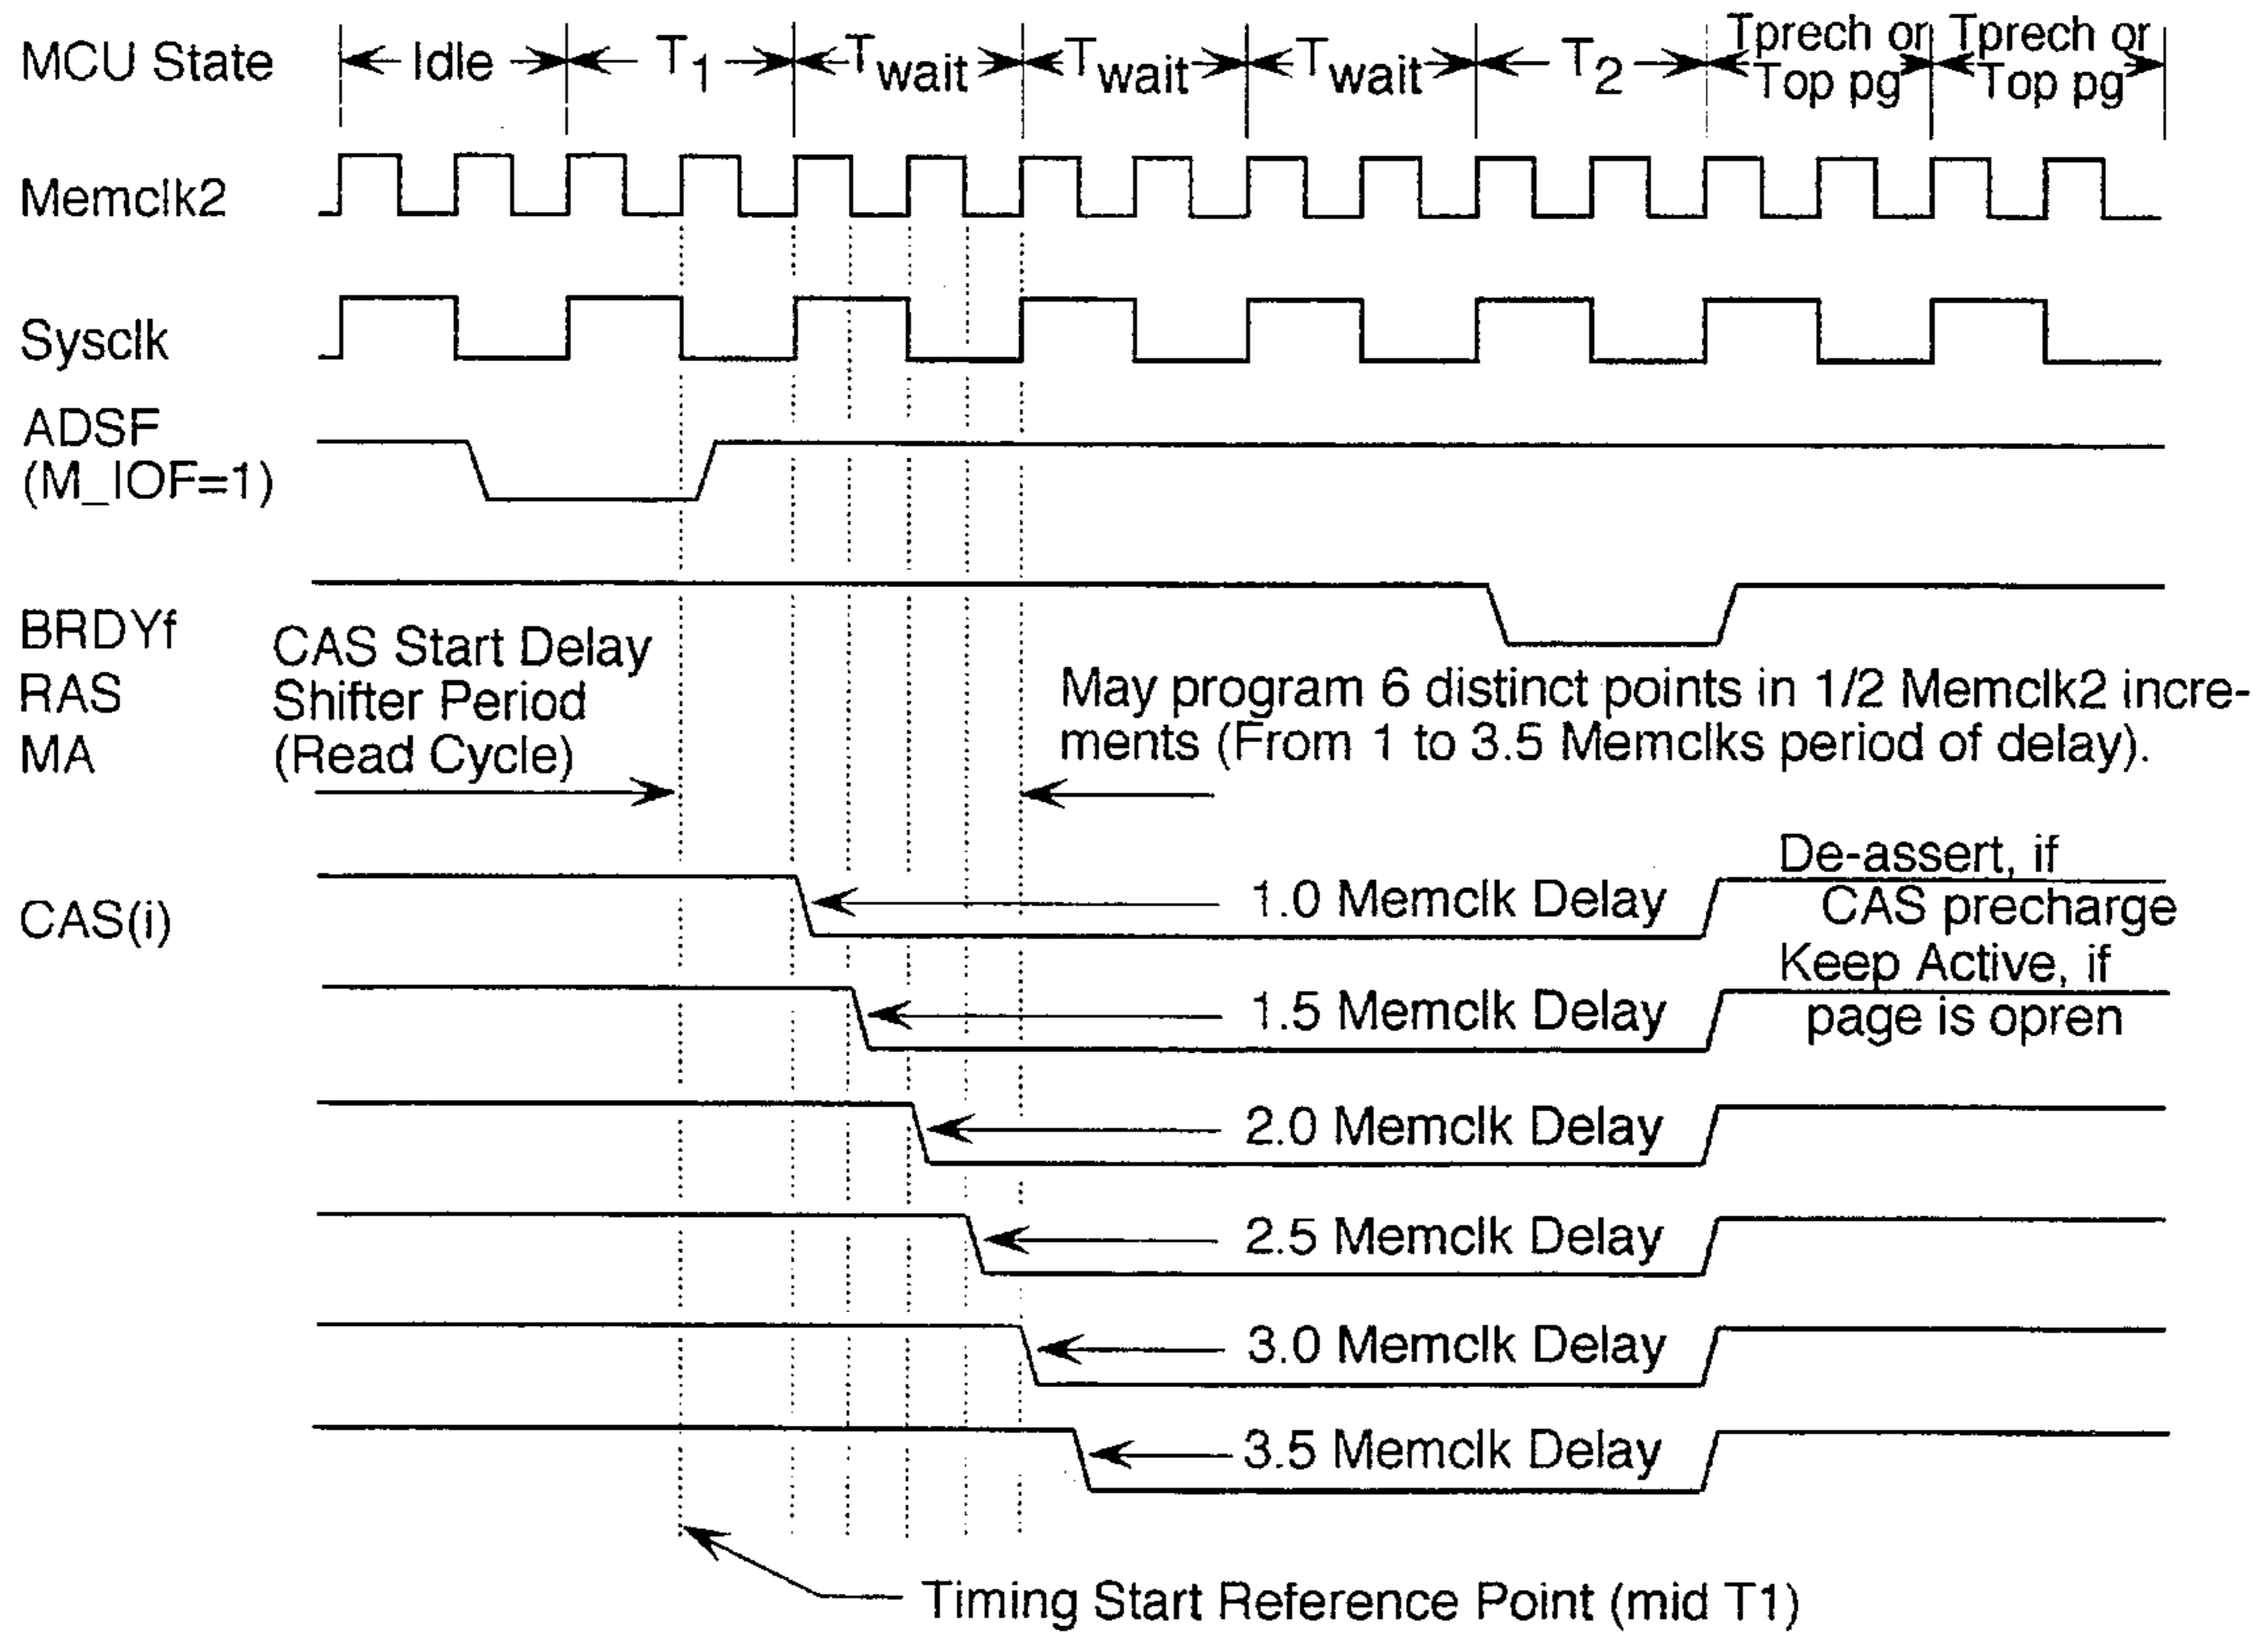 MCU State
Idle
T1
Twait
Twait
Twait
T2
Tprech or
Top pg
Tprech or
Top pg
Memclk2
Sysclk
ADSF
(M_IOF=1)
BRDYf
RAS
MA
CAS Start Delay
Shifter Period
(Read Cycle)
May program 6 distinct points in 1/2 Memclk2 incre-
ments (From 1 to 3.5 Memclks period of delay).
CAS(i)
1.0 Memclk Delay
De-assert, if
CAS precharge
Keep Active, if
page is opren
1.5 Memclk Delay
2.0 Memclk Delay
2.5 Memclk Delay
3.0 Memclk Delay
3.5 Memclk Delay
Timing Start Reference Point (mid T1)